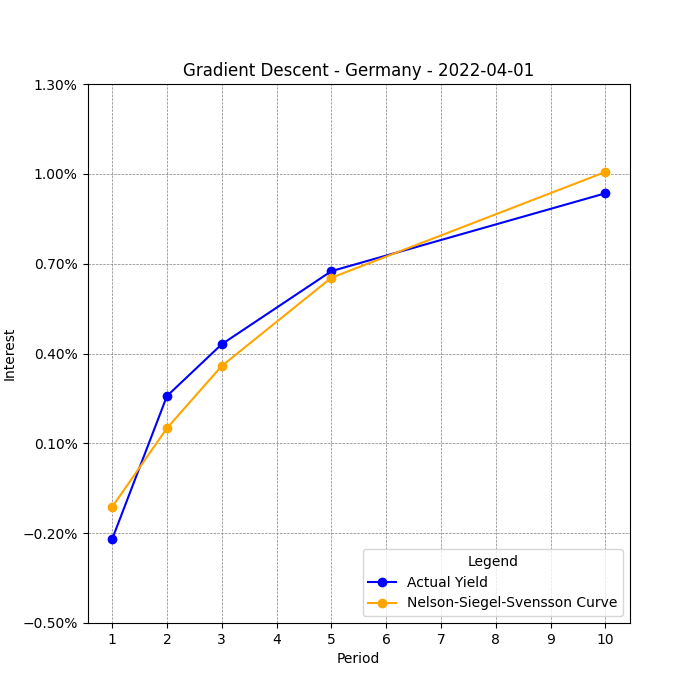 Gradient Descent - Germany - 2022-04-01
1.30%
1.00%
0.70%
0.40%
0.10%
−0.20%
−0.50%
Interest
1 2 3 4 5 6 7 8 9 10
Period
Legend
Actual Yield
Nelson-Siegel-Svensson Curve